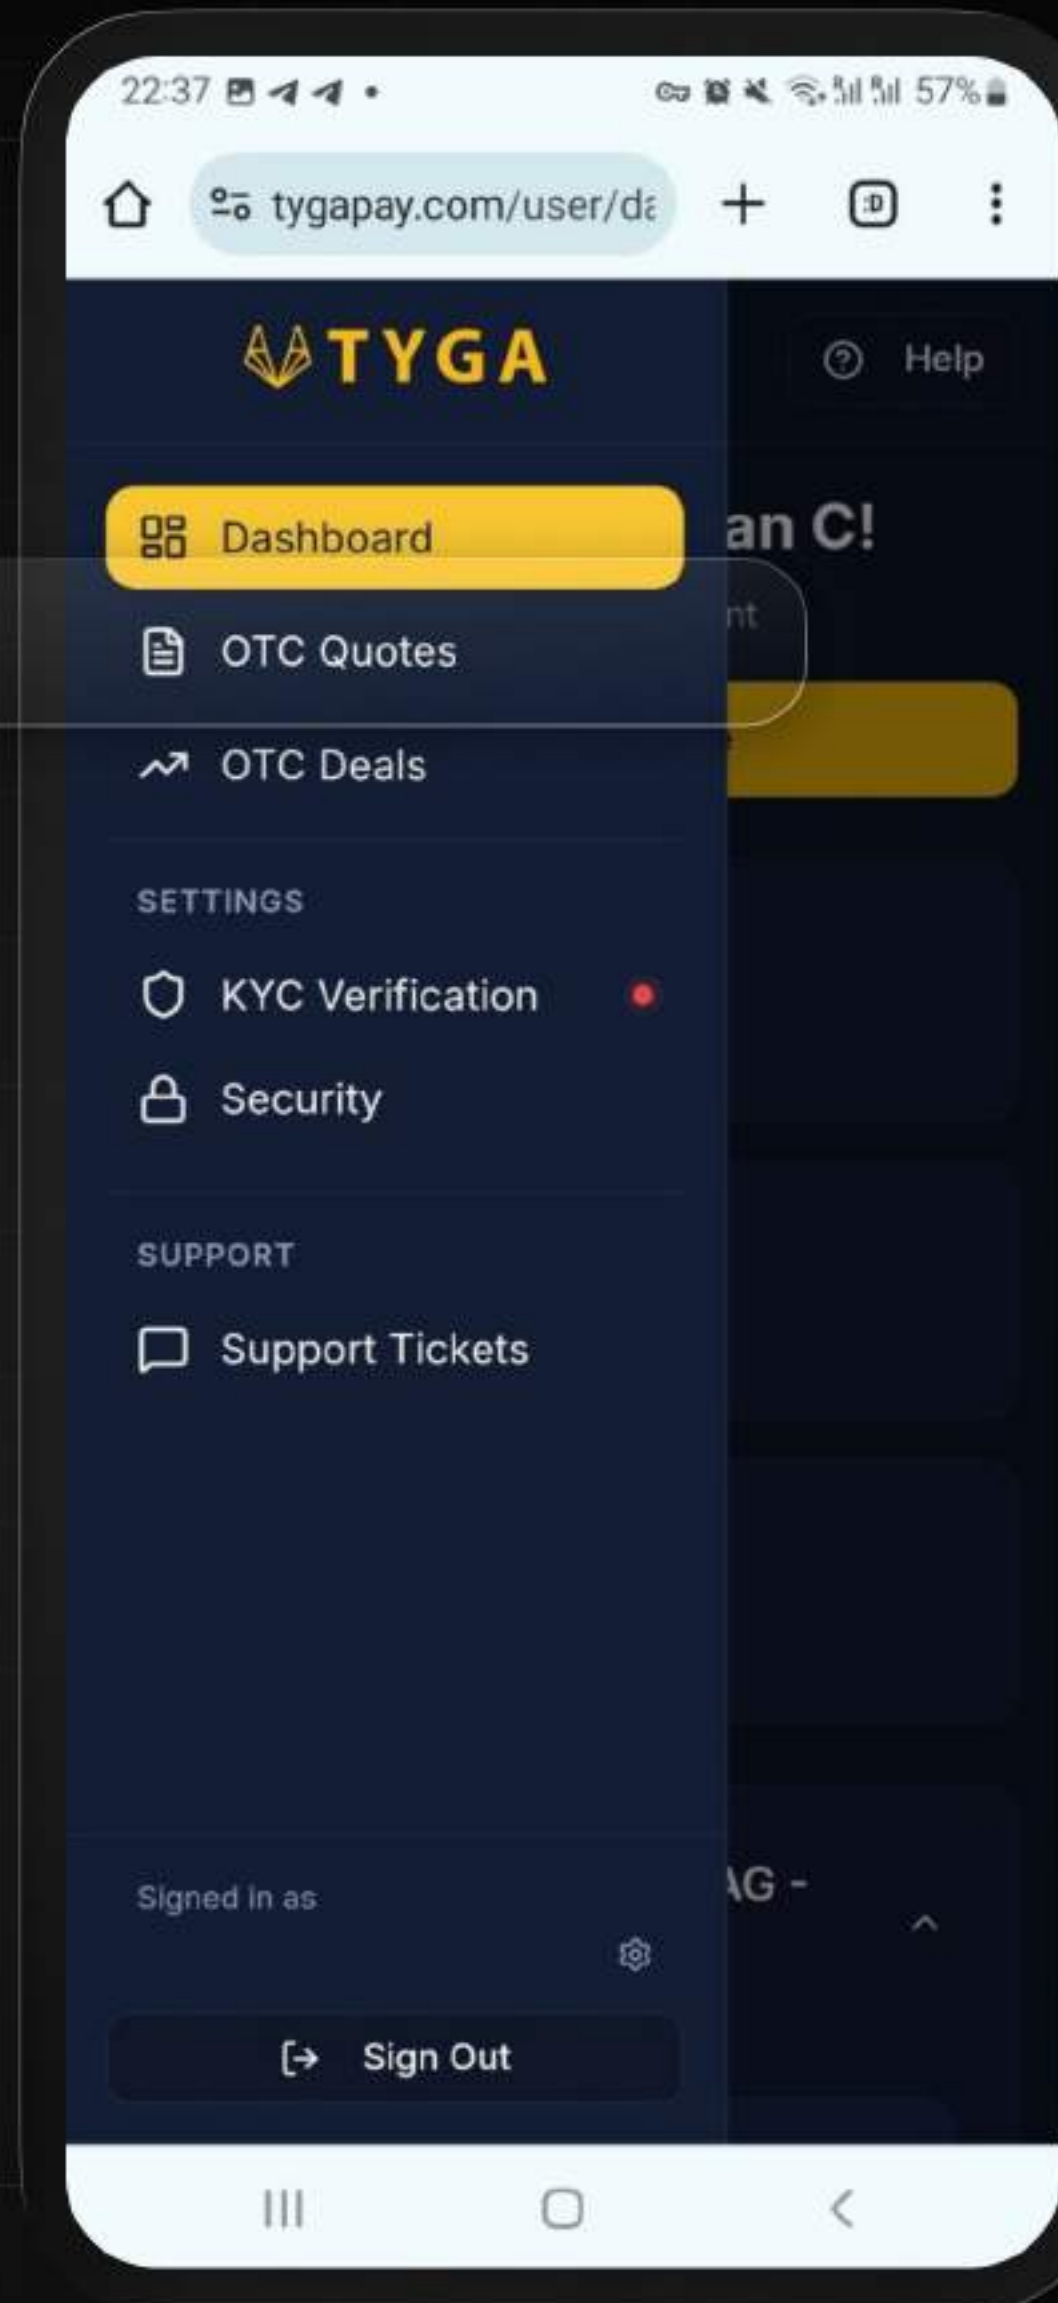 22:37
57%
tygapay.com/user/da
TYGA
Help
Dashboard
an C!
nt
OTC Quotes
OTC Deals
SETTINGS
KYC Verification
Security
SUPPORT
Support Tickets
AG -
Signed in as
Sign Out